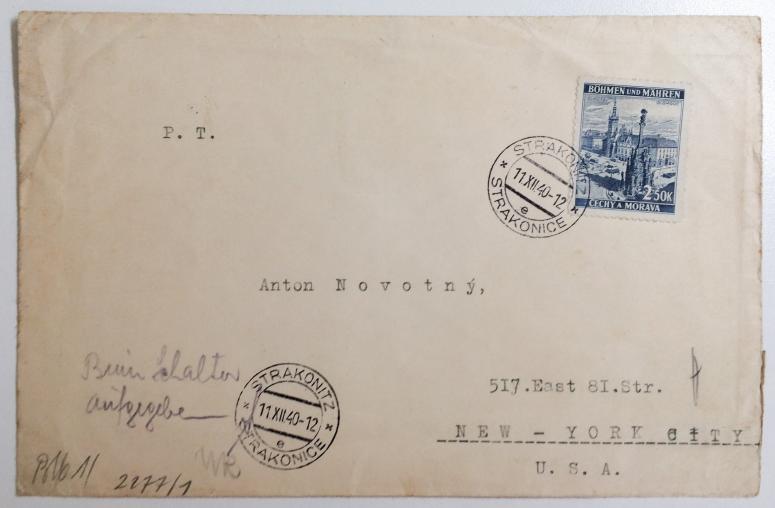 BÖHMEN UND MÄHREN
2·50K
ČECHY A MORAVA
STRAKONITZ
11.XII.40-12
e
STRAKONICE
P. T.
Anton Novotný,
517.East 81.Str.
NEW - YORK CITY
U. S. A.
Beim Schalter
aufgegeben
STRAKONITZ
11.XII.40-12
e
STRAKONICE
2277/1